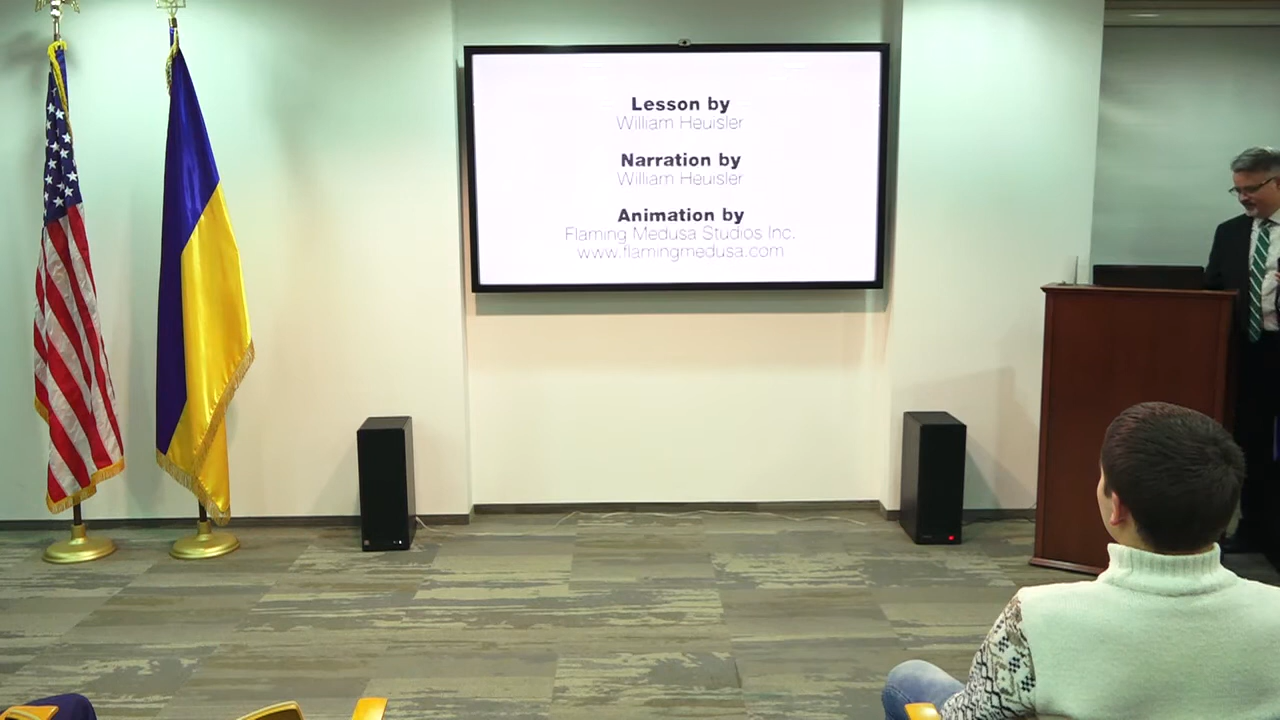 Lesson by
William Heuisler
Narration by
William Heuisler
Animation by
Flaming Medusa Studios Inc.
www.flamingmedusa.com